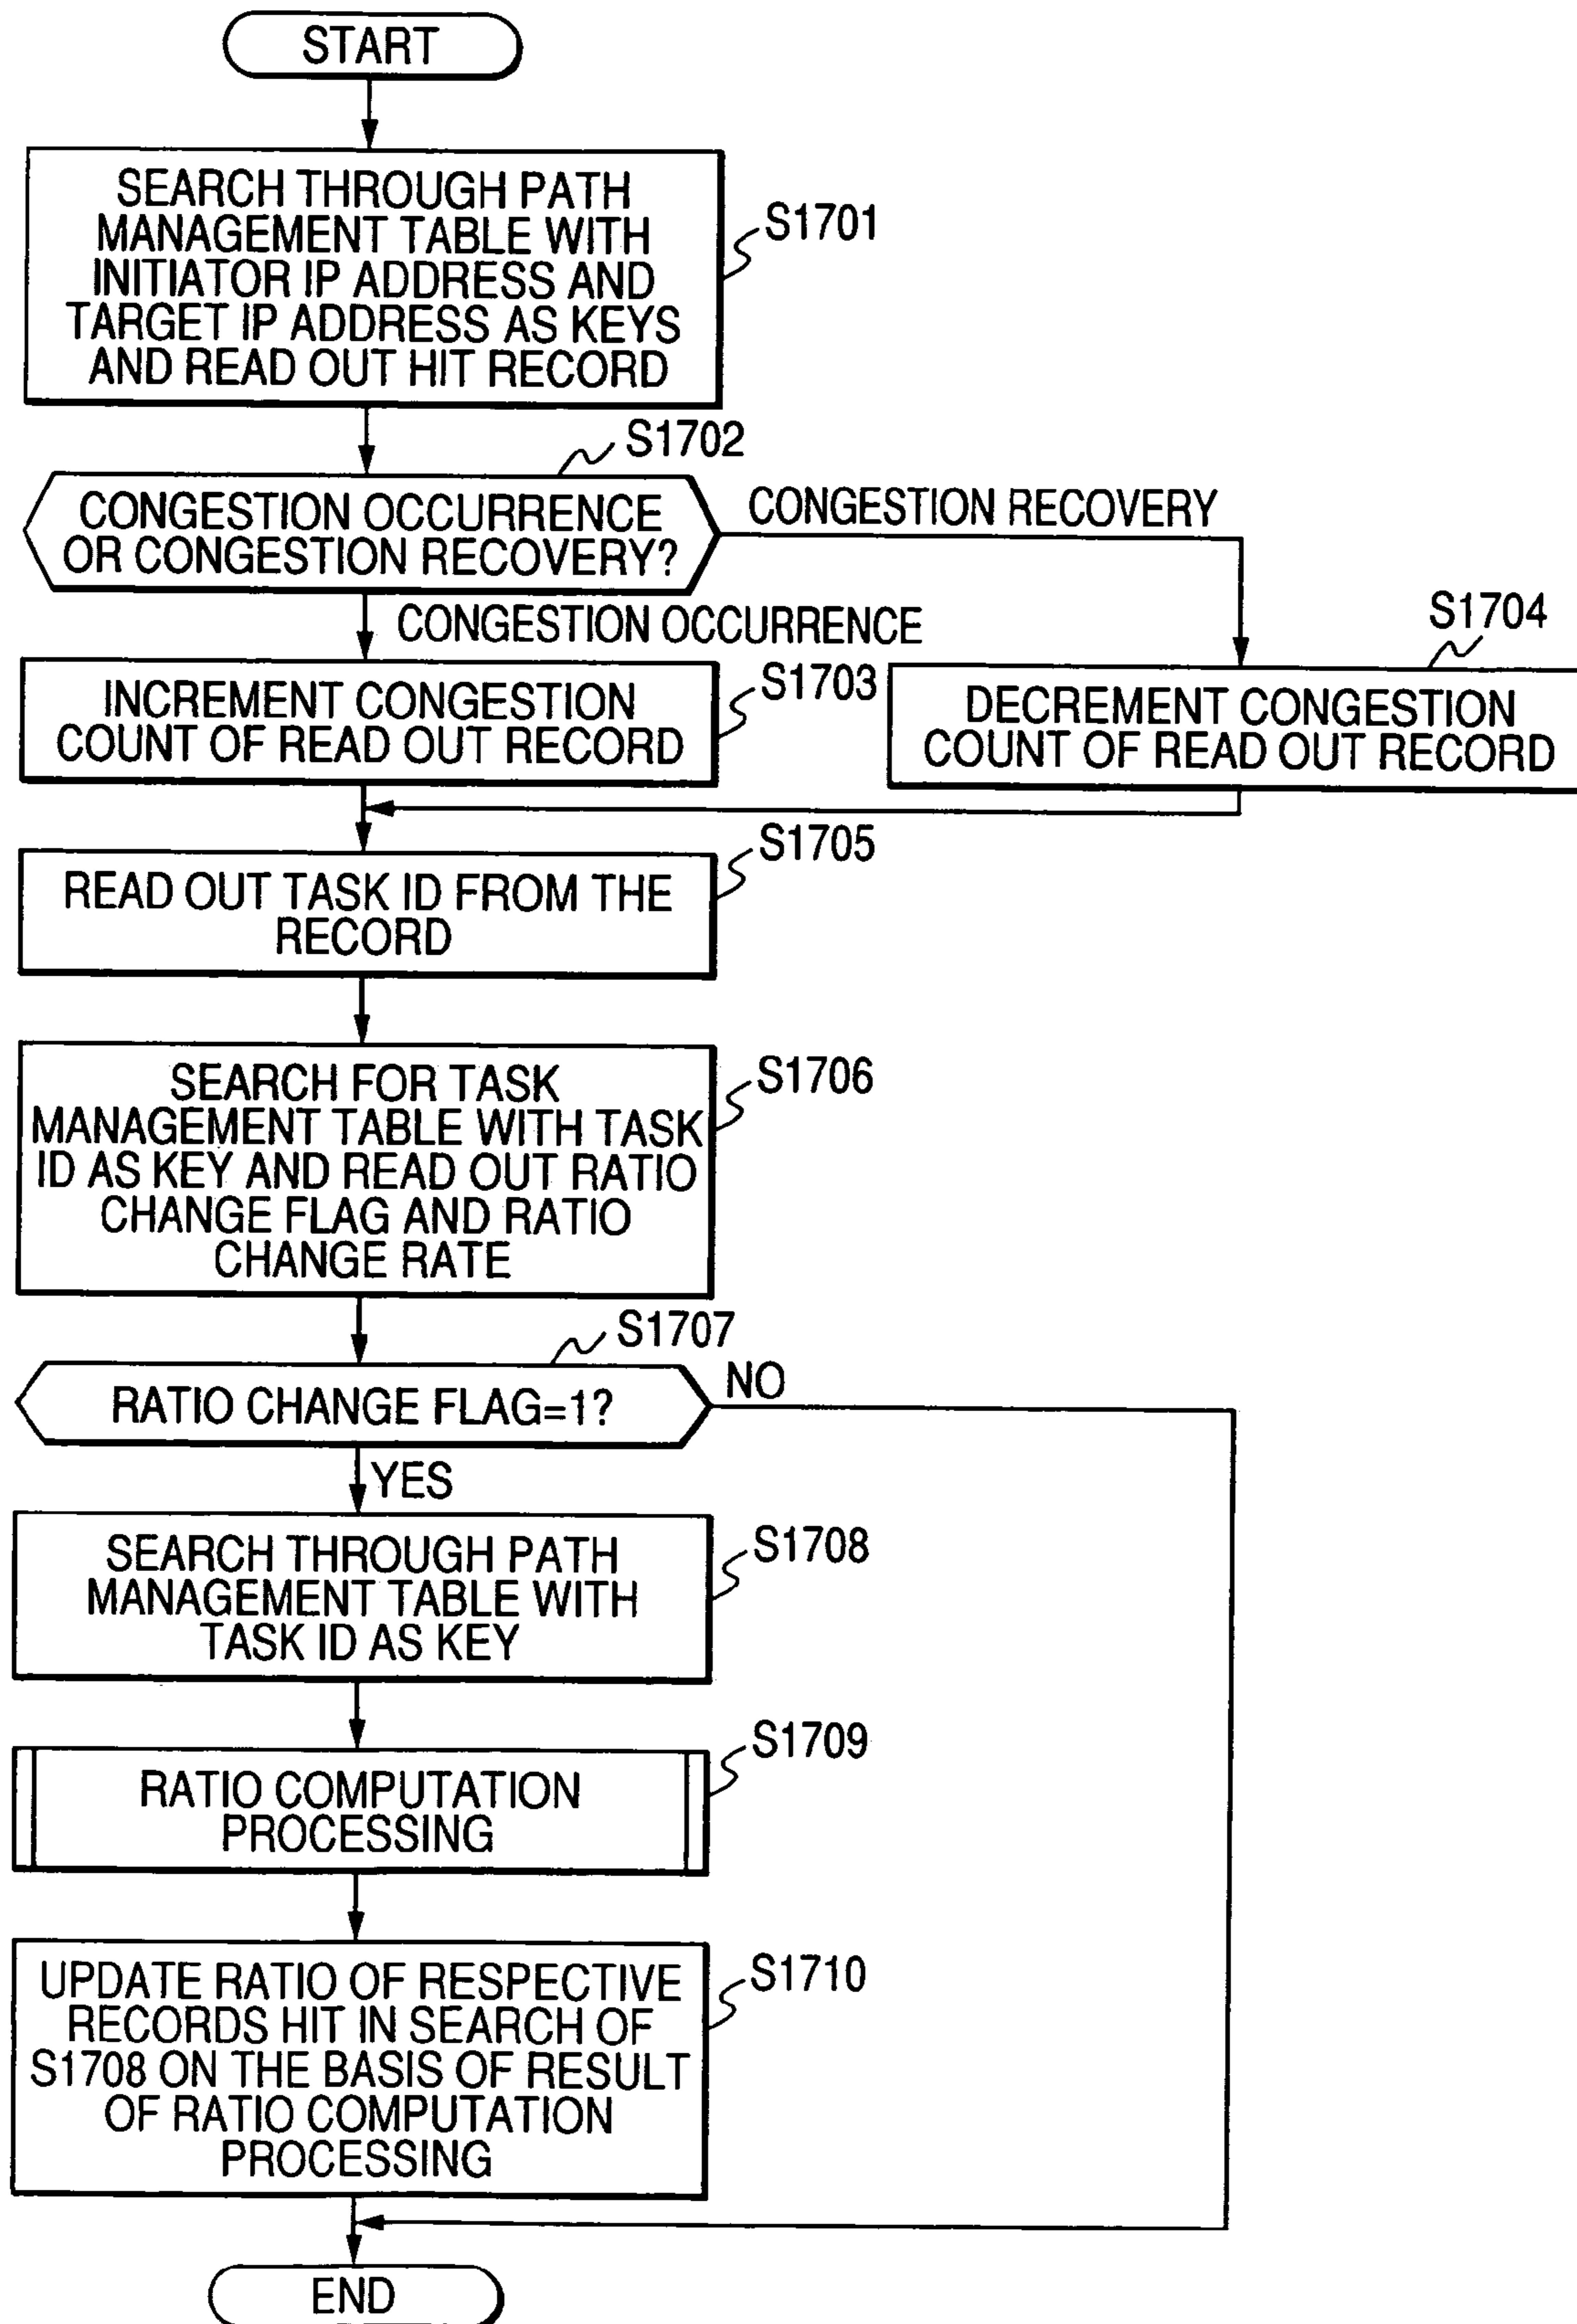 START
SEARCH THROUGH PATH
MANAGEMENT TABLE WITH
INITIATOR IP ADDRESS AND
TARGET IP ADDRESS AS KEYS
AND READ OUT HIT RECORD
S1701
S1702
CONGESTION OCCURRENCE
OR CONGESTION RECOVERY?
CONGESTION RECOVERY
CONGESTION OCCURRENCE
S1704
INCREMENT CONGESTION
COUNT OF READ OUT RECORD
S1703
DECREMENT CONGESTION
COUNT OF READ OUT RECORD
S1705
READ OUT TASK ID FROM THE
RECORD
SEARCH FOR TASK
MANAGEMENT TABLE WITH TASK
ID AS KEY AND READ OUT RATIO
CHANGE FLAG AND RATIO
CHANGE RATE
S1706
S1707
RATIO CHANGE FLAG=1?
NO
YES
SEARCH THROUGH PATH
MANAGEMENT TABLE WITH
TASK ID AS KEY
S1708
S1709
RATIO COMPUTATION
PROCESSING
UPDATE RATIO OF RESPECTIVE
RECORDS HIT IN SEARCH OF
S1708 ON THE BASIS OF RESULT
OF RATIO COMPUTATION
PROCESSING
S1710
END